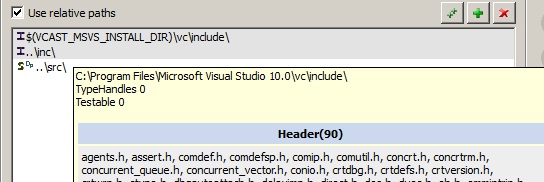 Use relative paths
$(VCAST_MSVS_INSTALL_DIR)\vc\include\
..\inc\
..\src\
C:\Program Files\Microsoft Visual Studio 10.0\vc\include\
TypeHandles 0
Testable 0
Header(90)
agents.h, assert.h, comdef.h, comdefsp.h, comip.h, comutil.h, concrt.h, concrtrm.h,
concurrent_queue.h, concurrent_vector.h, conio.h, crtdbg.h, crtdefs.h, crtversion.h,